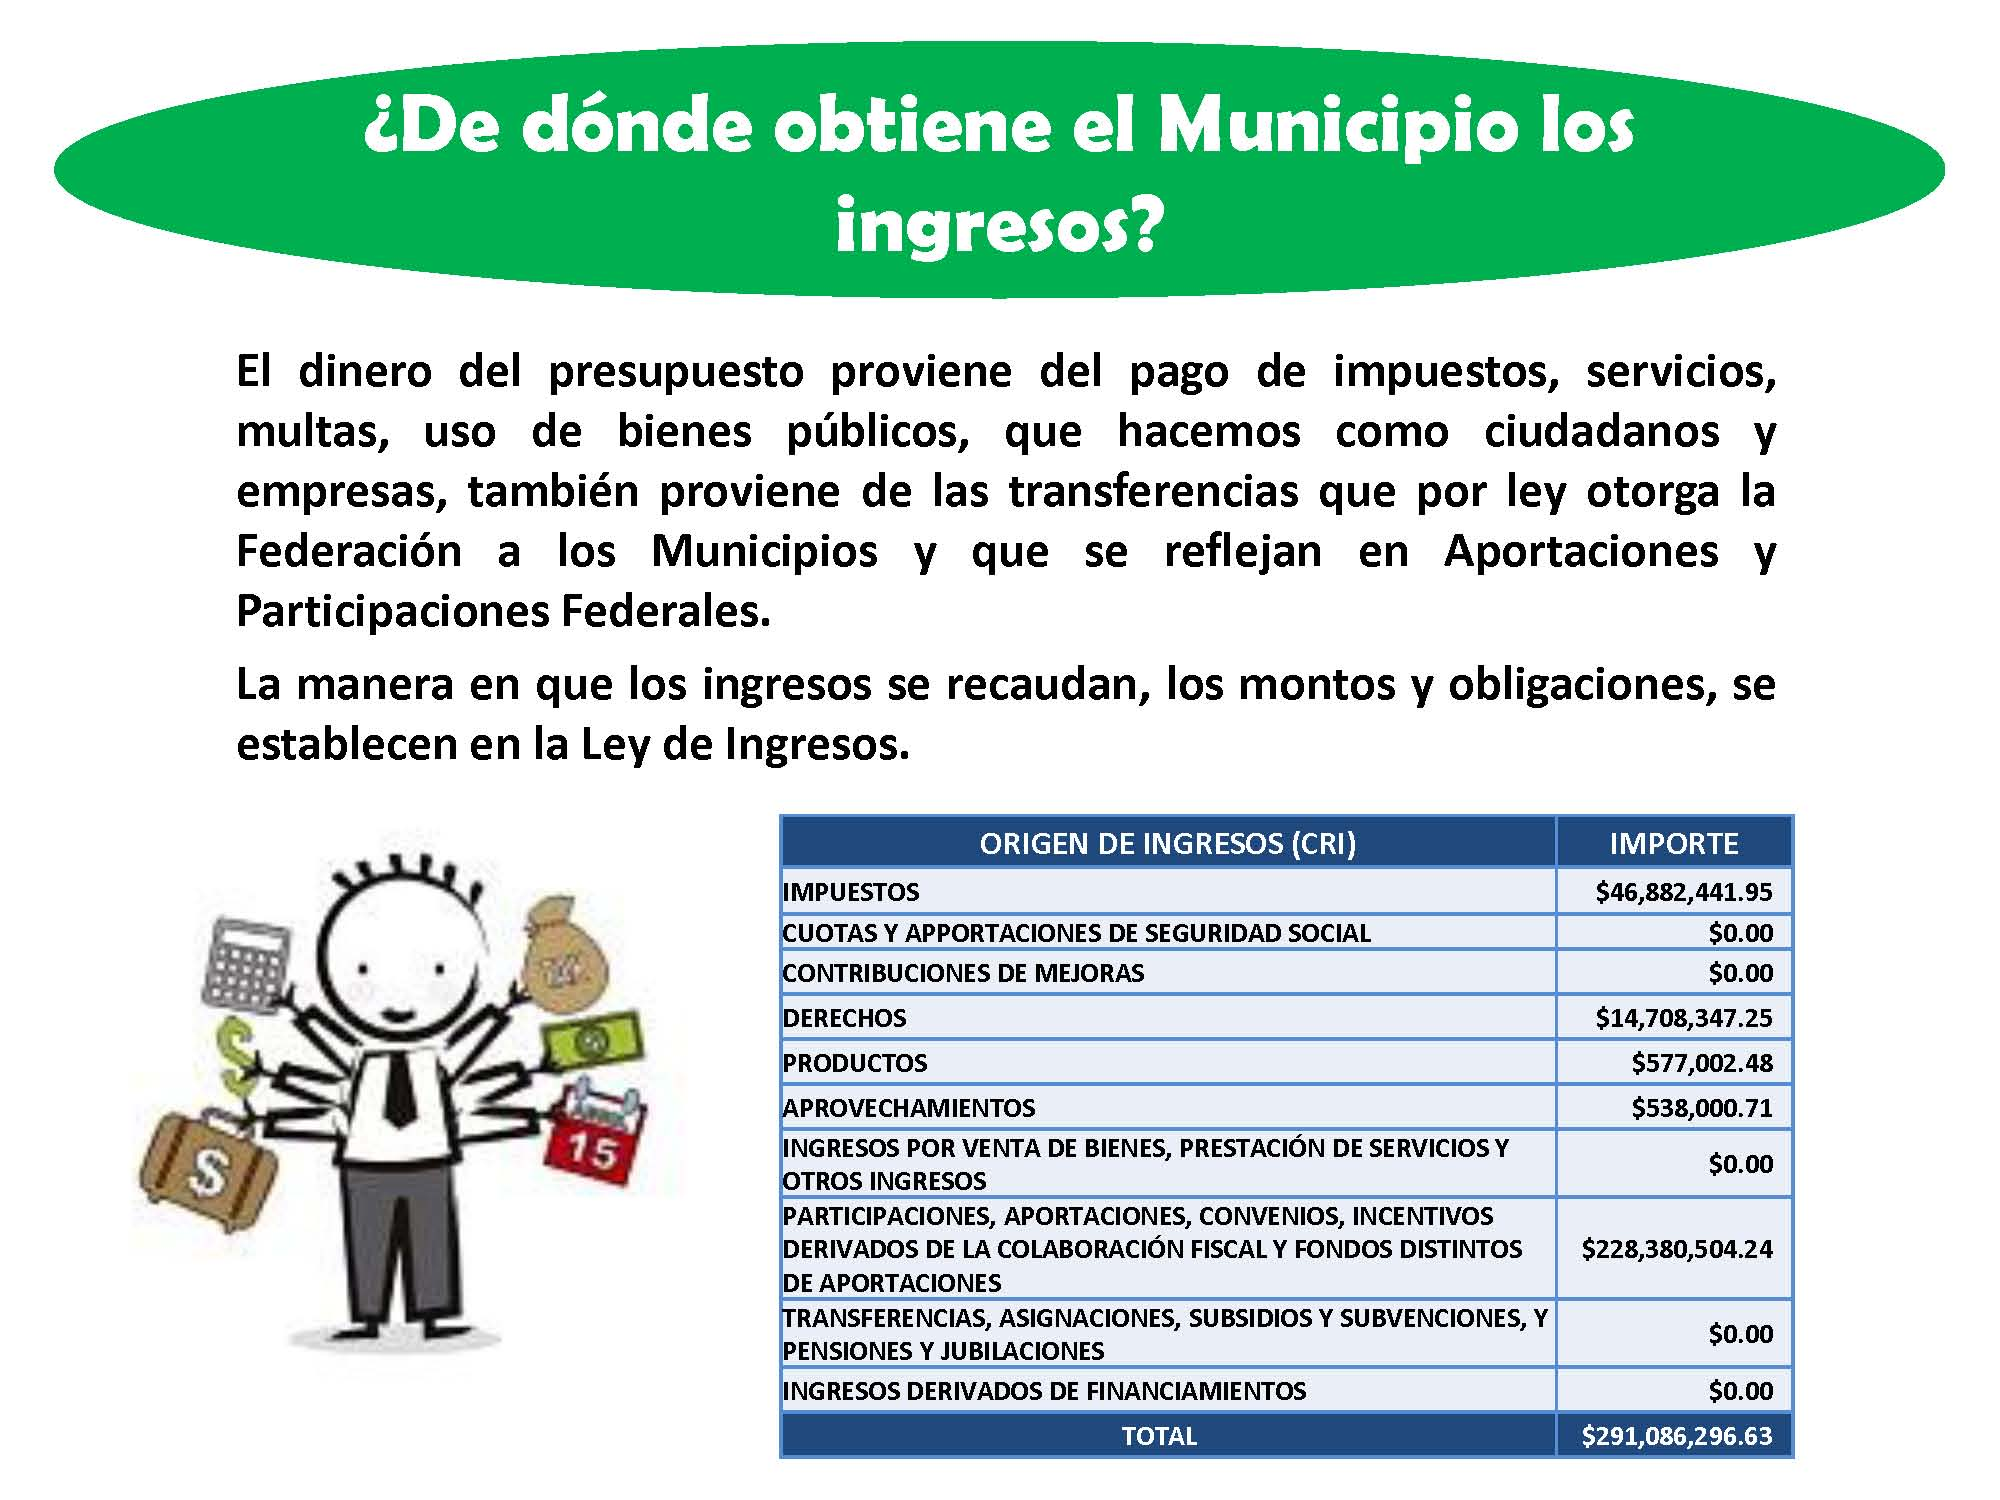 ¿De dónde obtiene el Municipio los
ingresos?
El dinero del presupuesto proviene del pago de impuestos, servicios,
multas, uso de bienes públicos, que hacemos como ciudadanos y
empresas, también proviene de las transferencias que por ley otorga la
Federación a los Municipios y que se reflejan en Aportaciones y
Participaciones Federales.
La manera en que los ingresos se recaudan, los montos y obligaciones, se
establecen en la Ley de Ingresos.
$
$
15
ORIGEN DE INGRESOS (CRI) IMPORTE
IMPUESTOS $46,882,441.95
CUOTAS Y APPORTACIONES DE SEGURIDAD SOCIAL $0.00
CONTRIBUCIONES DE MEJORAS $0.00
DERECHOS $14,708,347.25
PRODUCTOS $577,002.48
APROVECHAMIENTOS $538,000.71
INGRESOS POR VENTA DE BIENES, PRESTACIÓN DE SERVICIOS Y
OTROS INGRESOS $0.00
PARTICIPACIONES, APORTACIONES, CONVENIOS, INCENTIVOS
DERIVADOS DE LA COLABORACIÓN FISCAL Y FONDOS DISTINTOS $228,380,504.24
DE APORTACIONES
TRANSFERENCIAS, ASIGNACIONES, SUBSIDIOS Y SUBVENCIONES, Y
PENSIONES Y JUBILACIONES $0.00
INGRESOS DERIVADOS DE FINANCIAMIENTOS $0.00
TOTAL $291,086,296.63